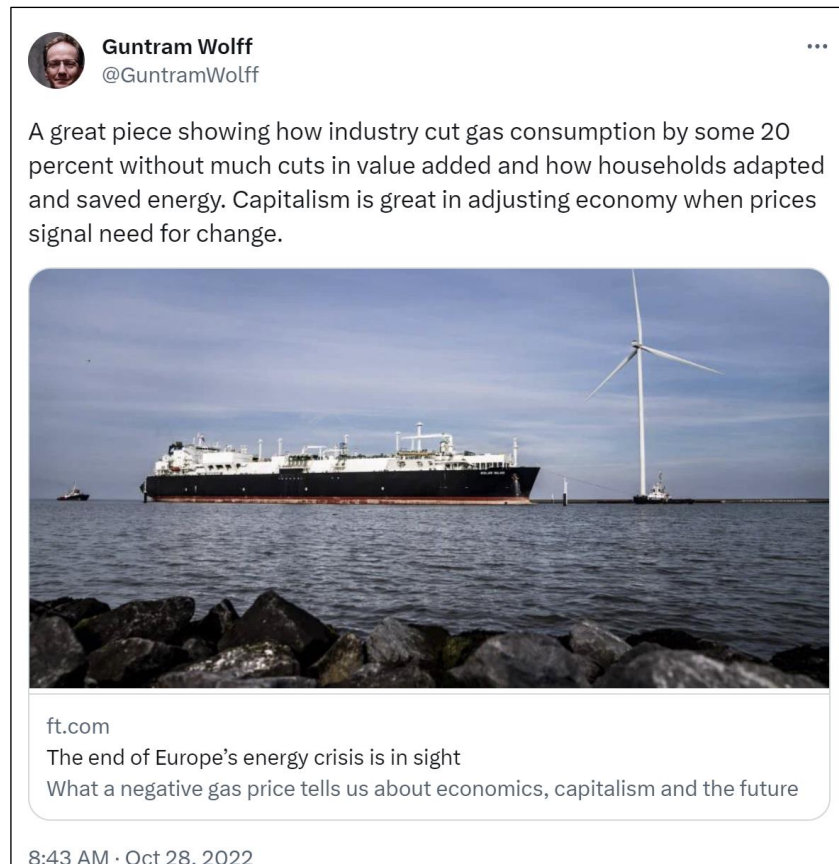 Guntram Wolff
@GuntramWolff
A great piece showing how industry cut gas consumption by some 20
percent without much cuts in value added and how households adapted
and saved energy. Capitalism is great in adjusting economy when prices
signal need for change.
ft.com
The end of Europe’s energy crisis is in sight
What a negative gas price tells us about economics, capitalism and the future
8:43 AM · Oct 28, 2022